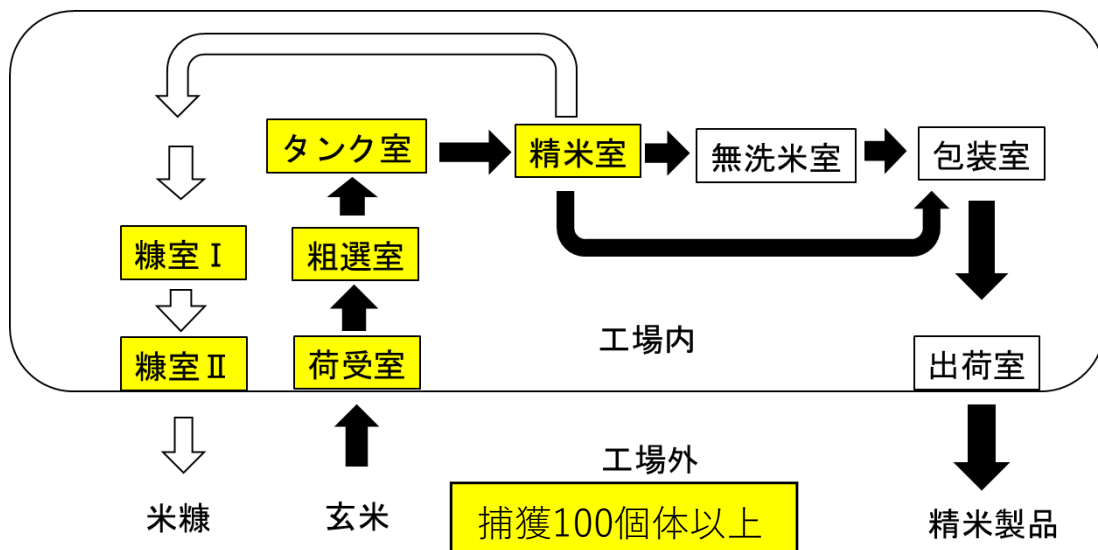 タンク室
精米室
無洗米室
包装室
糠室Ⅰ
粗選室
糠室Ⅱ
荷受室
工場内
出荷室
工場外
米糠
玄米
捕獲100個体以上
精米製品